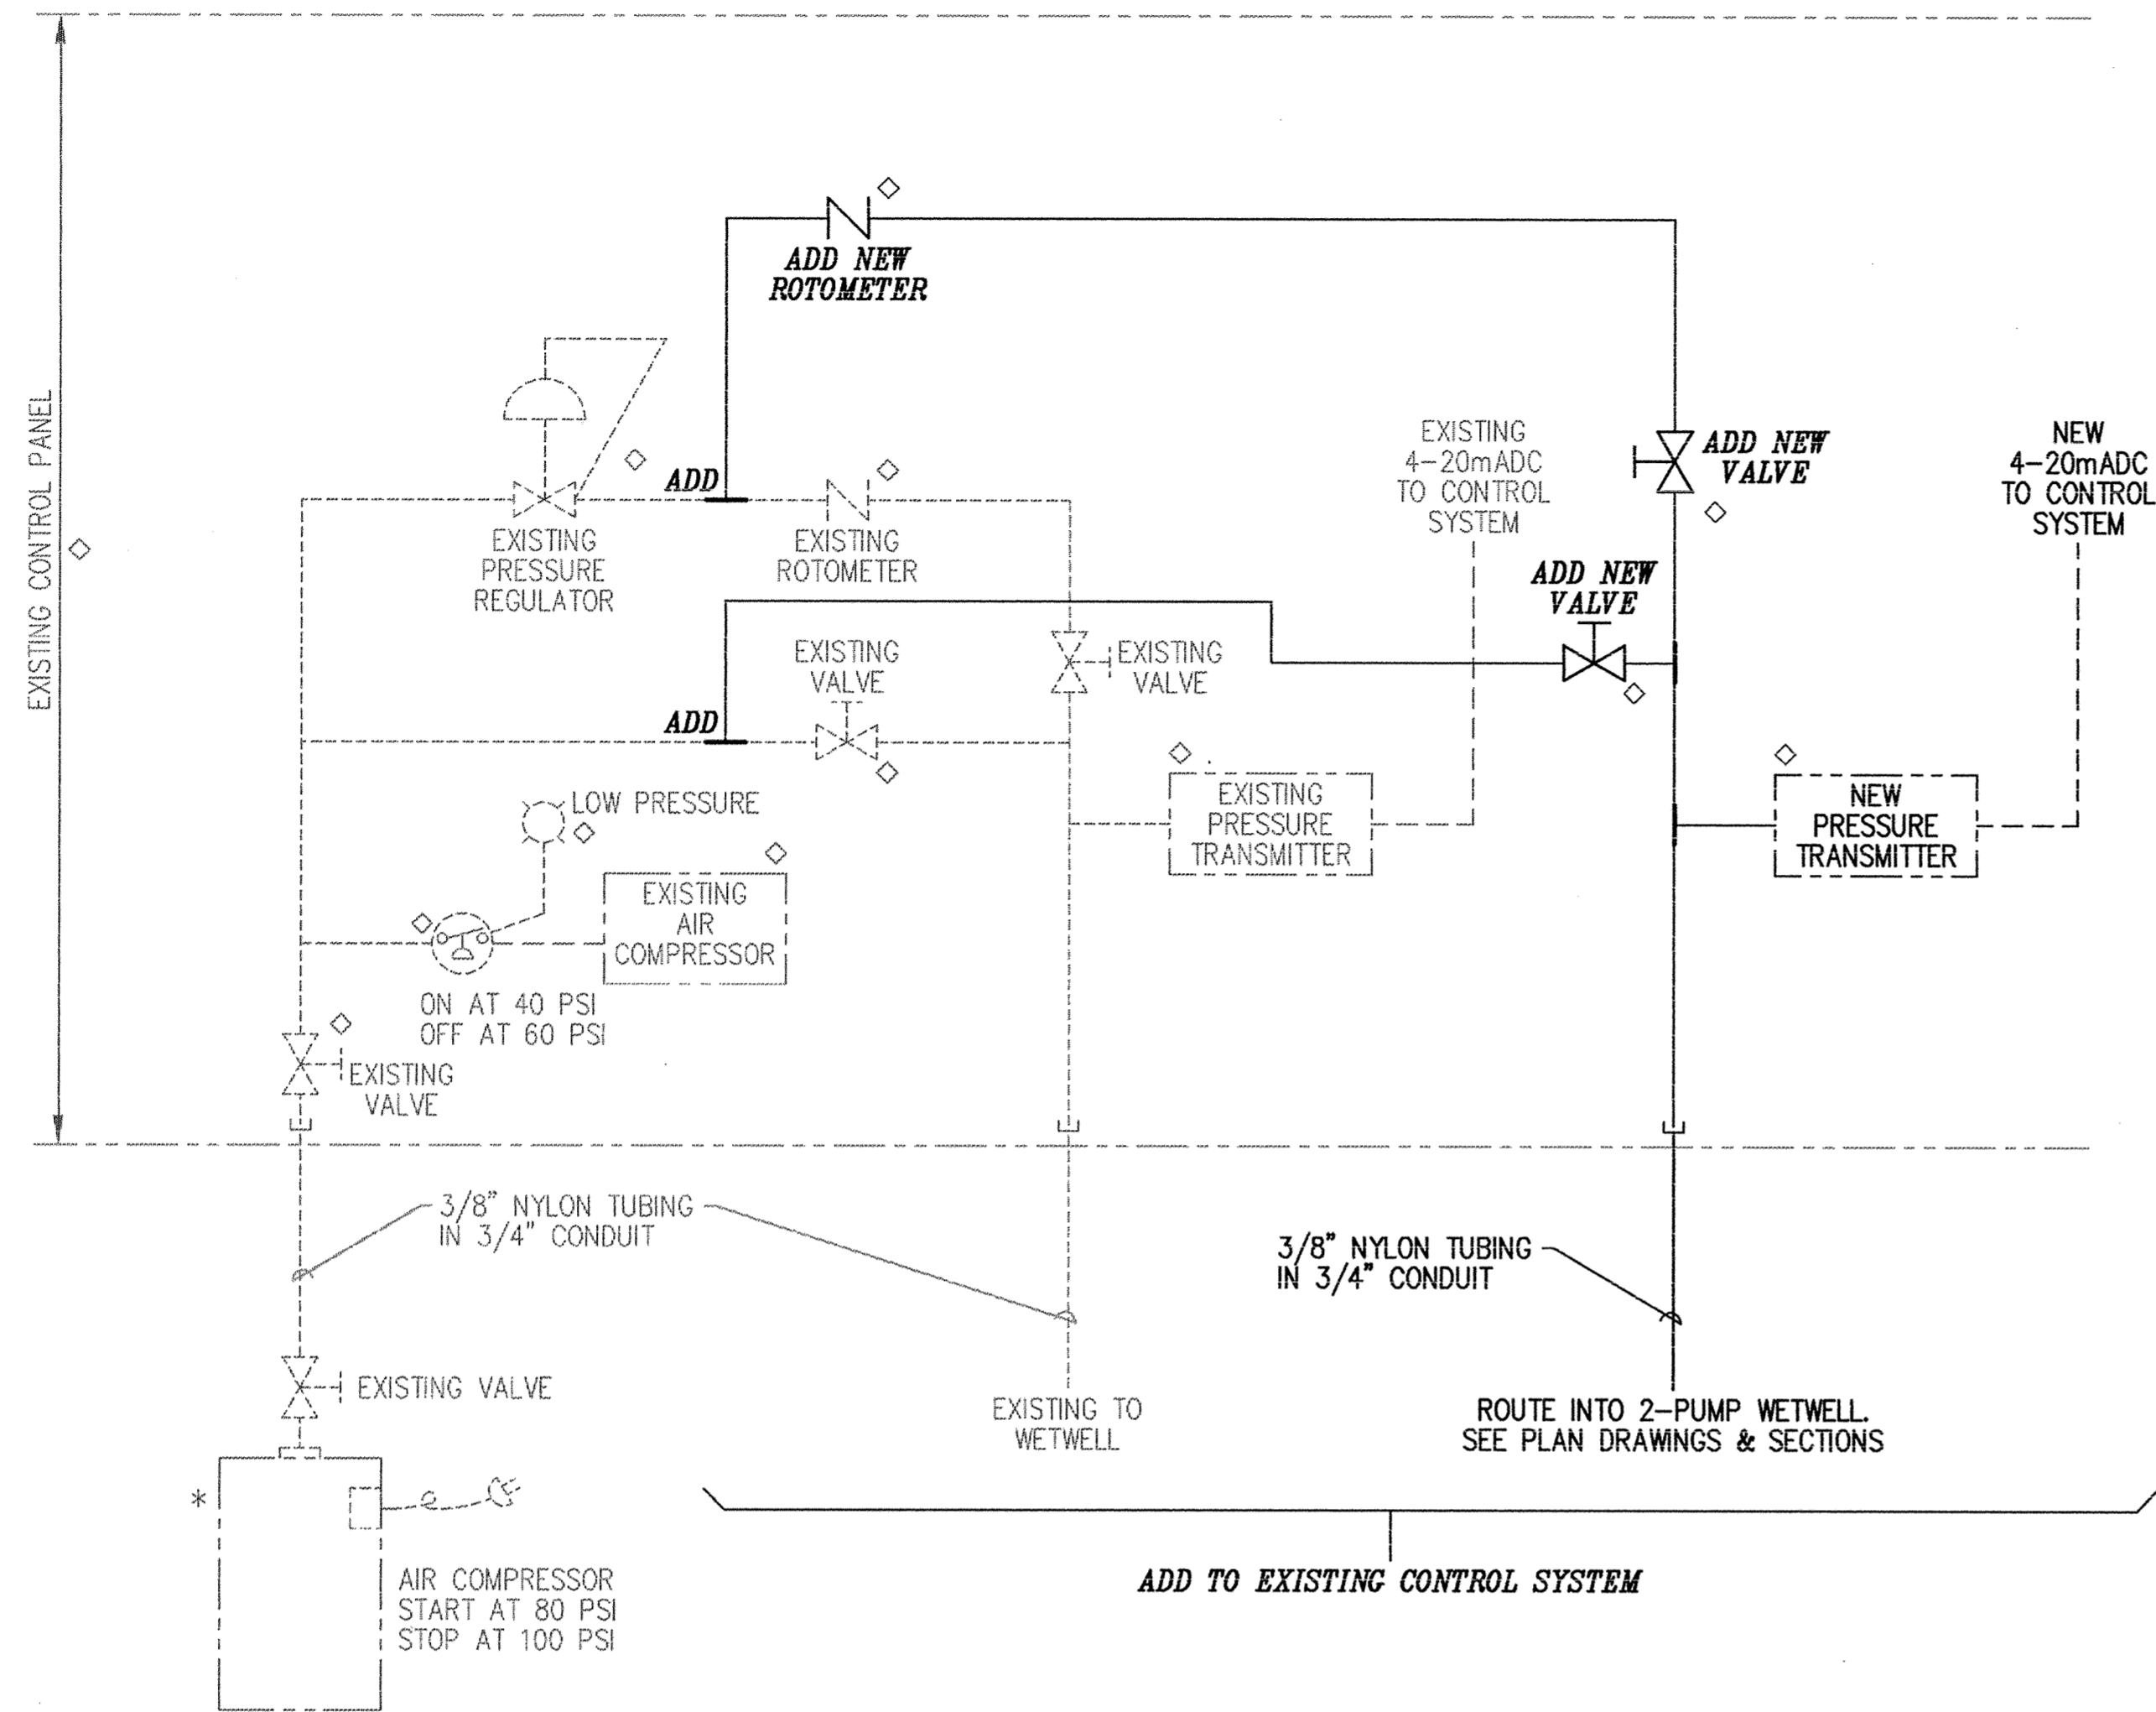 EXISTING CONTROL PANEL
ADD NEW
ROTOMETER
ADD
EXISTING
PRESSURE
REGULATOR
EXISTING
ROTOMETER
EXISTING
4-20mADC
TO CONTROL
SYSTEM
ADD NEW
VALVE
NEW
4-20mADC
TO CONTROL
SYSTEM
ADD NEW
VALVE
EXISTING
VALVE
EXISTING
VALVE
ADD
LOW PRESSURE
EXISTING
PRESSURE
TRANSMITTER
NEW
PRESSURE
TRANSMITTER
EXISTING
AIR
COMPRESSOR
ON AT 40 PSI
OFF AT 60 PSI
EXISTING
VALVE
3/8" NYLON TUBING
IN 3/4" CONDUIT
3/8" NYLON TUBING
IN 3/4" CONDUIT
EXISTING VALVE
EXISTING TO
WETWELL
ROUTE INTO 2-PUMP WETWELL.
SEE PLAN DRAWINGS & SECTIONS
*
AIR COMPRESSOR
START AT 80 PSI
STOP AT 100 PSI
ADD TO EXISTING CONTROL SYSTEM